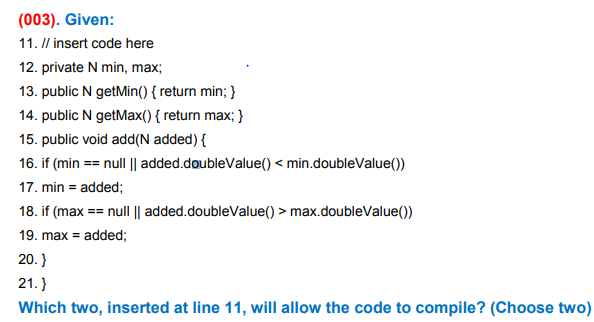 (003). Given:
11. // insert code here
12. private N min, max;
13. public N getMin() { return min; }
14. public N getMax() { return max; }
15. public void add(N added) {
16. if (min == null || added.doubleValue() < min.doubleValue())
17. min = added;
18. if (max == null || added.doubleValue() > max.doubleValue())
19. max = added;
20. }
21. }
Which two, inserted at line 11, will allow the code to compile? (Choose two)